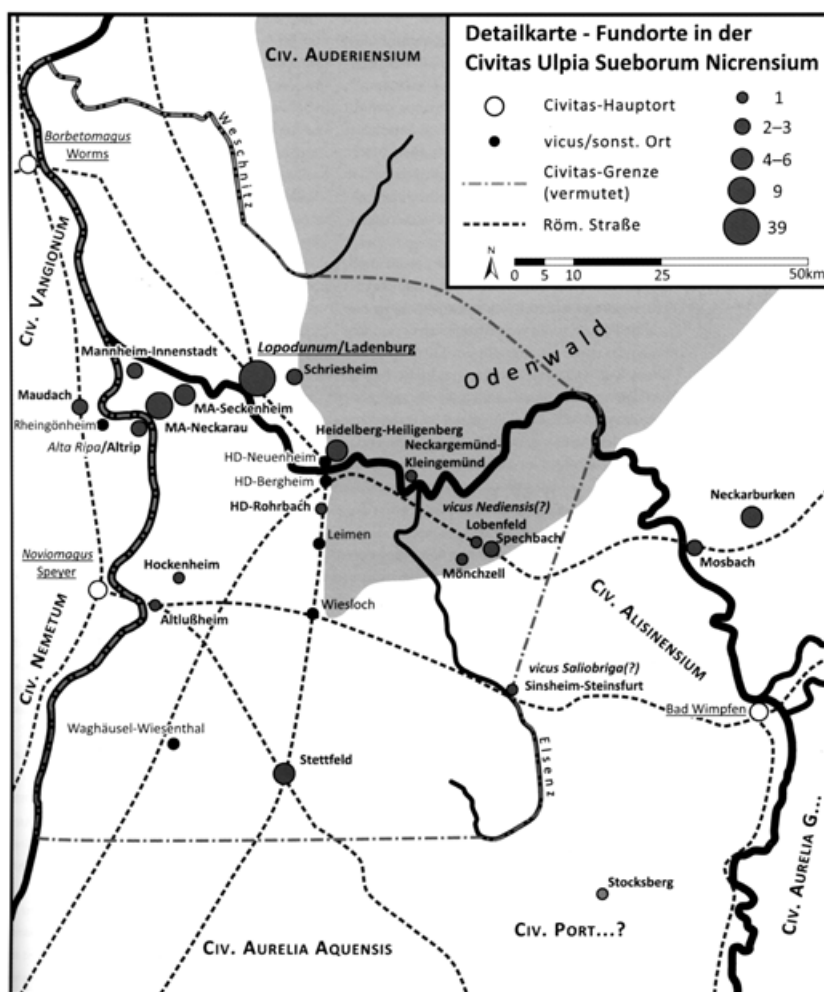 Detailkarte - Fundorte in der
Civitas Ulpia Sueborum Nicrensium
Civitas-Hauptort
vicus/sonst. Ort
Civitas-Grenze
(vermutet)
Röm. Straße
1
2–3
4–6
9
39
N
0 5 10 25 50km
CIV. AUDERIENSIUM
Weschnitz
Borbetomagus
Worms
CIV. VANGIONUM
Odenwald
Mannheim-Innenstadt
Lopodunum/Ladenburg
Schriesheim
Maudach
MA-Seckenheim
Rheingönheim
MA-Neckarau
Alta Ripa/Altrip
Heidelberg-Heiligenberg
HD-Neuenheim
Neckargemünd-
Kleingemünd
HD-Bergheim
HD-Rohrbach
vicus Nediensis(?)
Lobenfeld
Spechbach
Mönchzell
Neckarburken
Mosbach
Leimen
Noviomagus
Speyer
Hockenheim
Altlußheim
Wiesloch
CIV. NEMETUM
CIV. ALISINENSIUM
vicus Saliobriga(?)
Sinsheim-Steinsfurt
Bad Wimpfen
Waghäusel-Wiesenthal
Elsenz
Stettfeld
Stocksberg
CIV. PORT...?
CIV. AURELIA G...
CIV. AURELIA AQUENSIS